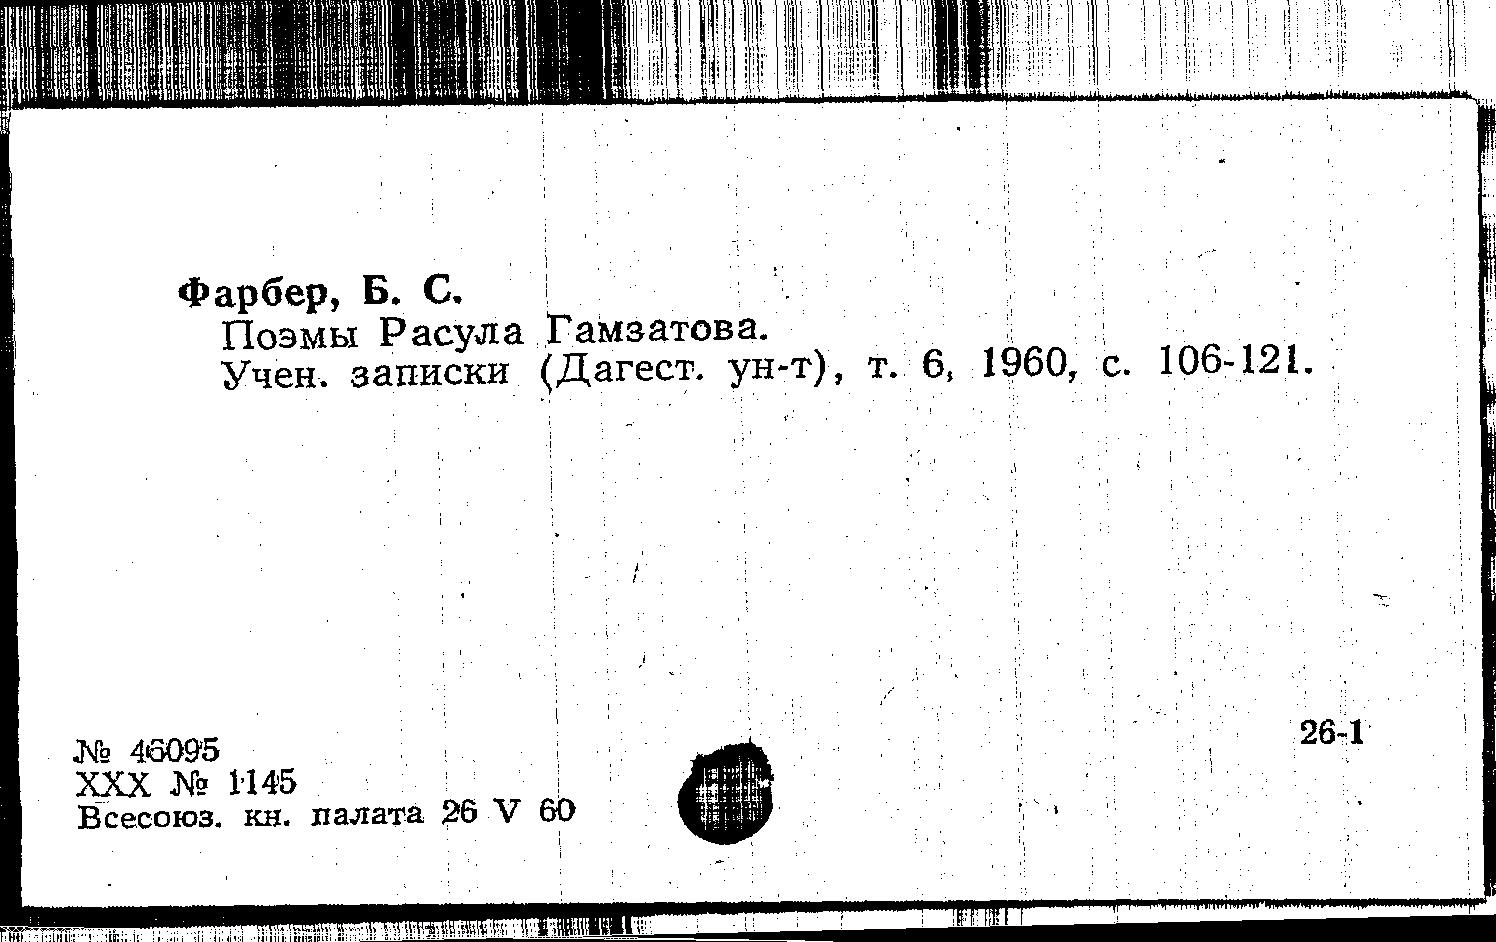 Фарбер, Б. С.
Поэмы Расула Гамзатова.
Учен. записки (Дагест. ун-т), т. 6, 1960, с. 106-121.
26-1
№ 46095
XXX № 1145
Всесоюз. кн. палата 26 V 60